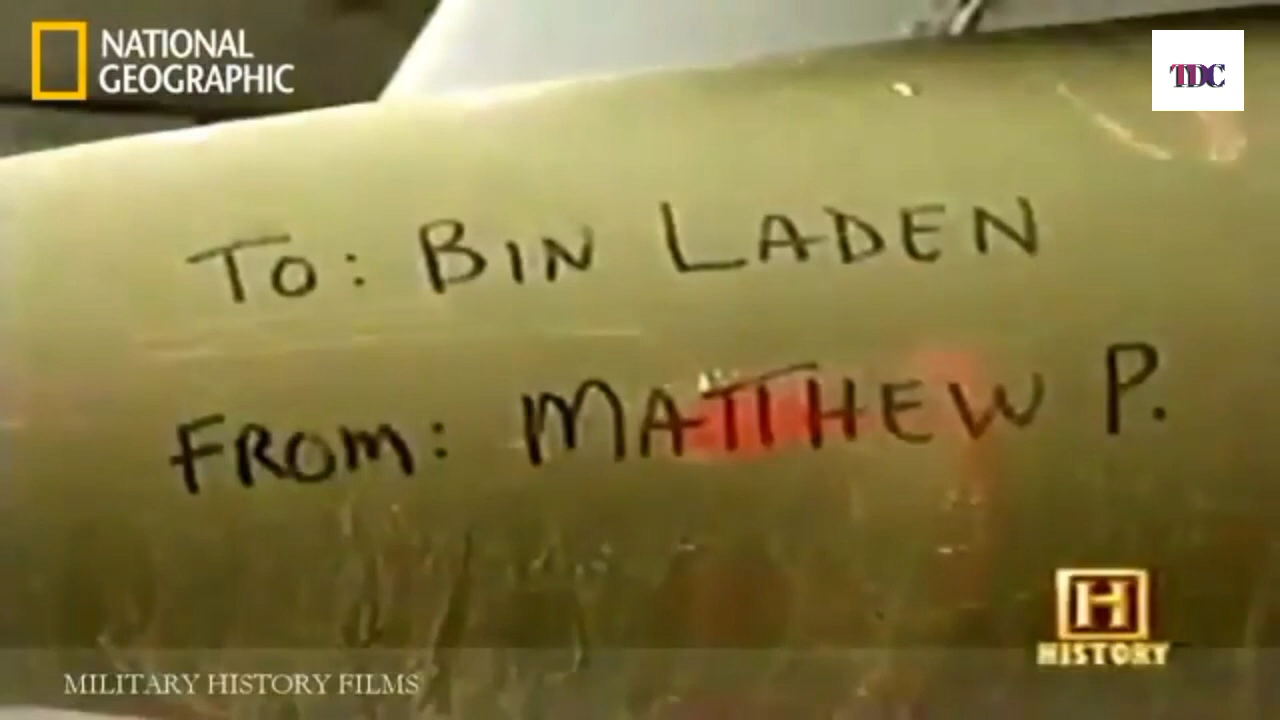 NATIONAL
GEOGRAPHIC
TDC
TO: BIN LADEN
FROM: MATTHEW P.
H
HISTORY
MILITARY HISTORY FILMS